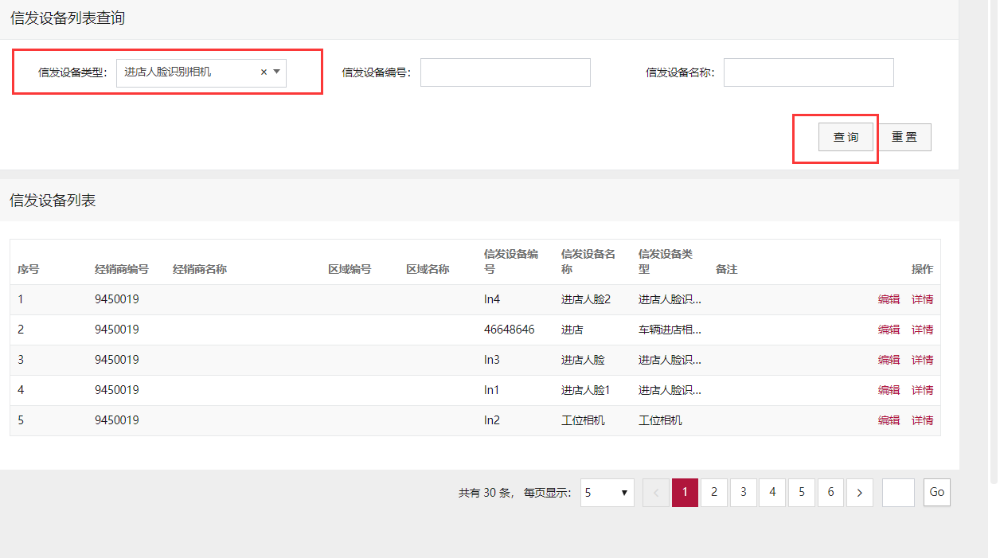 信发设备列表查询
信发设备类型： 进店人脸识别相机 × 信发设备编号： 信发设备名称：
查 询 重 置
信发设备列表
序号 经销商编号 经销商名称 区域编号 区域名称 信发设备编号 信发设备名称 信发设备类型 备注 操作
1 9450019 In4 进店人脸2 进店人脸识... 编辑 详情
2 9450019 46648646 进店 车辆进店相... 编辑 详情
3 9450019 In3 进店人脸 进店人脸识... 编辑 详情
4 9450019 In1 进店人脸1 进店人脸识... 编辑 详情
5 9450019 In2 工位相机 工位相机 编辑 详情
共有 30 条， 每页显示： 5 < 1 2 3 4 5 6 > Go